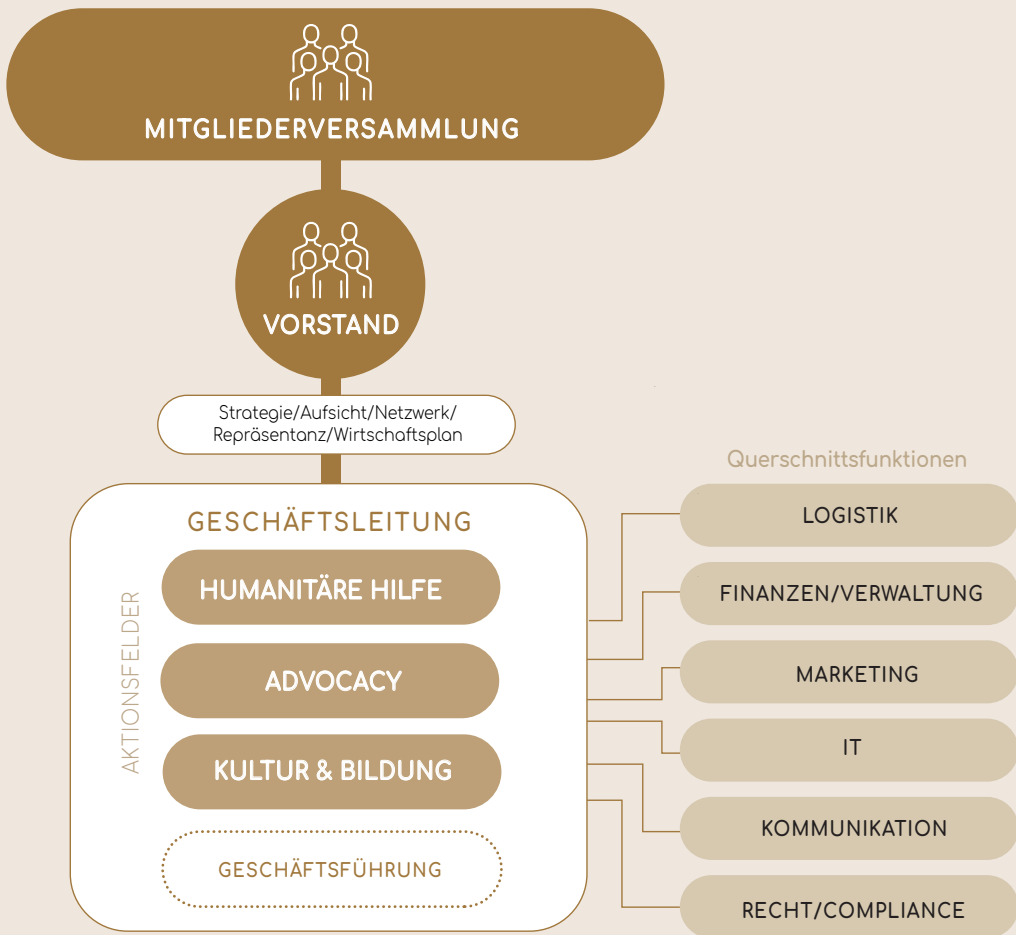 MITGLIEDERVERSAMMLUNG
VORSTAND
Strategie/Aufsicht/Netzwerk/
Repräsentanz/Wirtschaftsplan
GESCHÄFTSLEITUNG
AKTIONSFELDER
HUMANITÄRE HILFE
ADVOCACY
KULTUR & BILDUNG
GESCHÄFTSFÜHRUNG
Querschnittsfunktionen
LOGISTIK
FINANZEN/VERWALTUNG
MARKETING
IT
KOMMUNIKATION
RECHT/COMPLIANCE